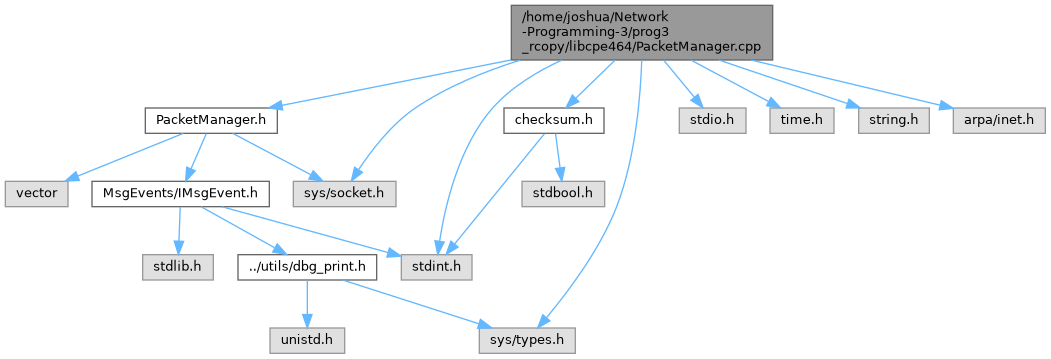 /home/joshua/Network
-Programming-3/prog3
_rcopy/libcpe464/PacketManager.cpp
PacketManager.h
checksum.h
stdio.h
time.h
string.h
arpa/inet.h
vector
MsgEvents/IMsgEvent.h
sys/socket.h
stdbool.h
stdlib.h
../utils/dbg_print.h
stdint.h
unistd.h
sys/types.h